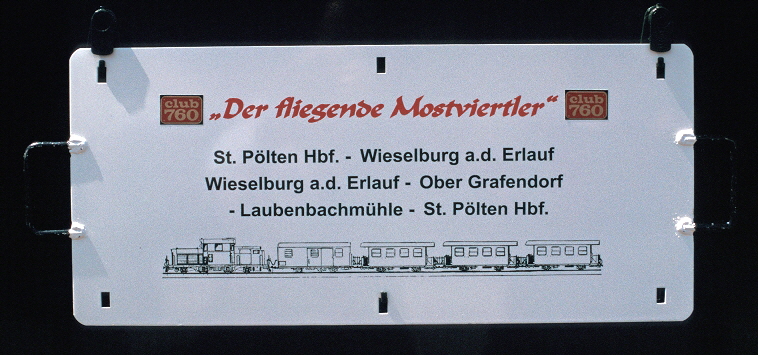 club 760 „Der fliegende Mostviertler“ club 760
St. Pölten Hbf. - Wieselburg a.d. Erlauf
Wieselburg a.d. Erlauf - Ober Grafendorf
- Laubenbachmühle - St. Pölten Hbf.